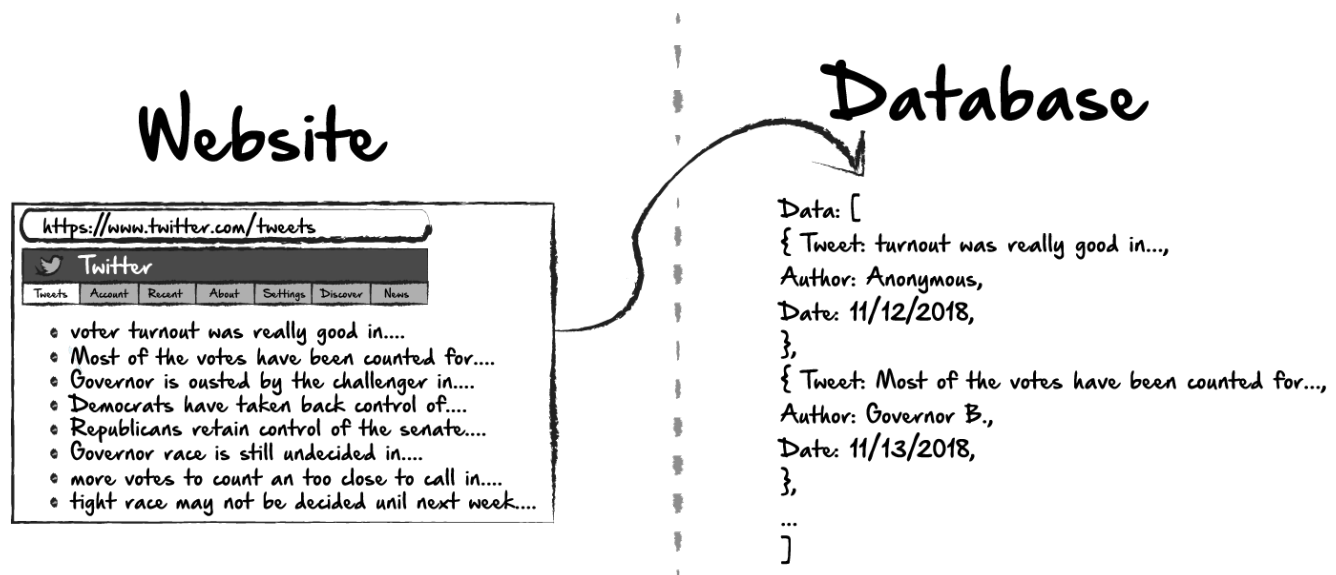 Website
https://www.twitter.com/tweets
Twitter
Tweets Account Recent About Settings Discover News
voter turnout was really good in....
Most of the votes have been counted for....
Governor is ousted by the challenger in....
Democrats have taken back control of....
Republicans retain control of the senate....
Governor race is still undecided in....
more votes to count an too close to call in....
tight race may not be decided unil next week....
Database
Data: [
{ Tweet: turnout was really good in...,
Author: Anonymous,
Date: 11/12/2018,
},
{ Tweet: Most of the votes have been counted for...,
Author: Governor B.,
Date: 11/13/2018,
},
...
]